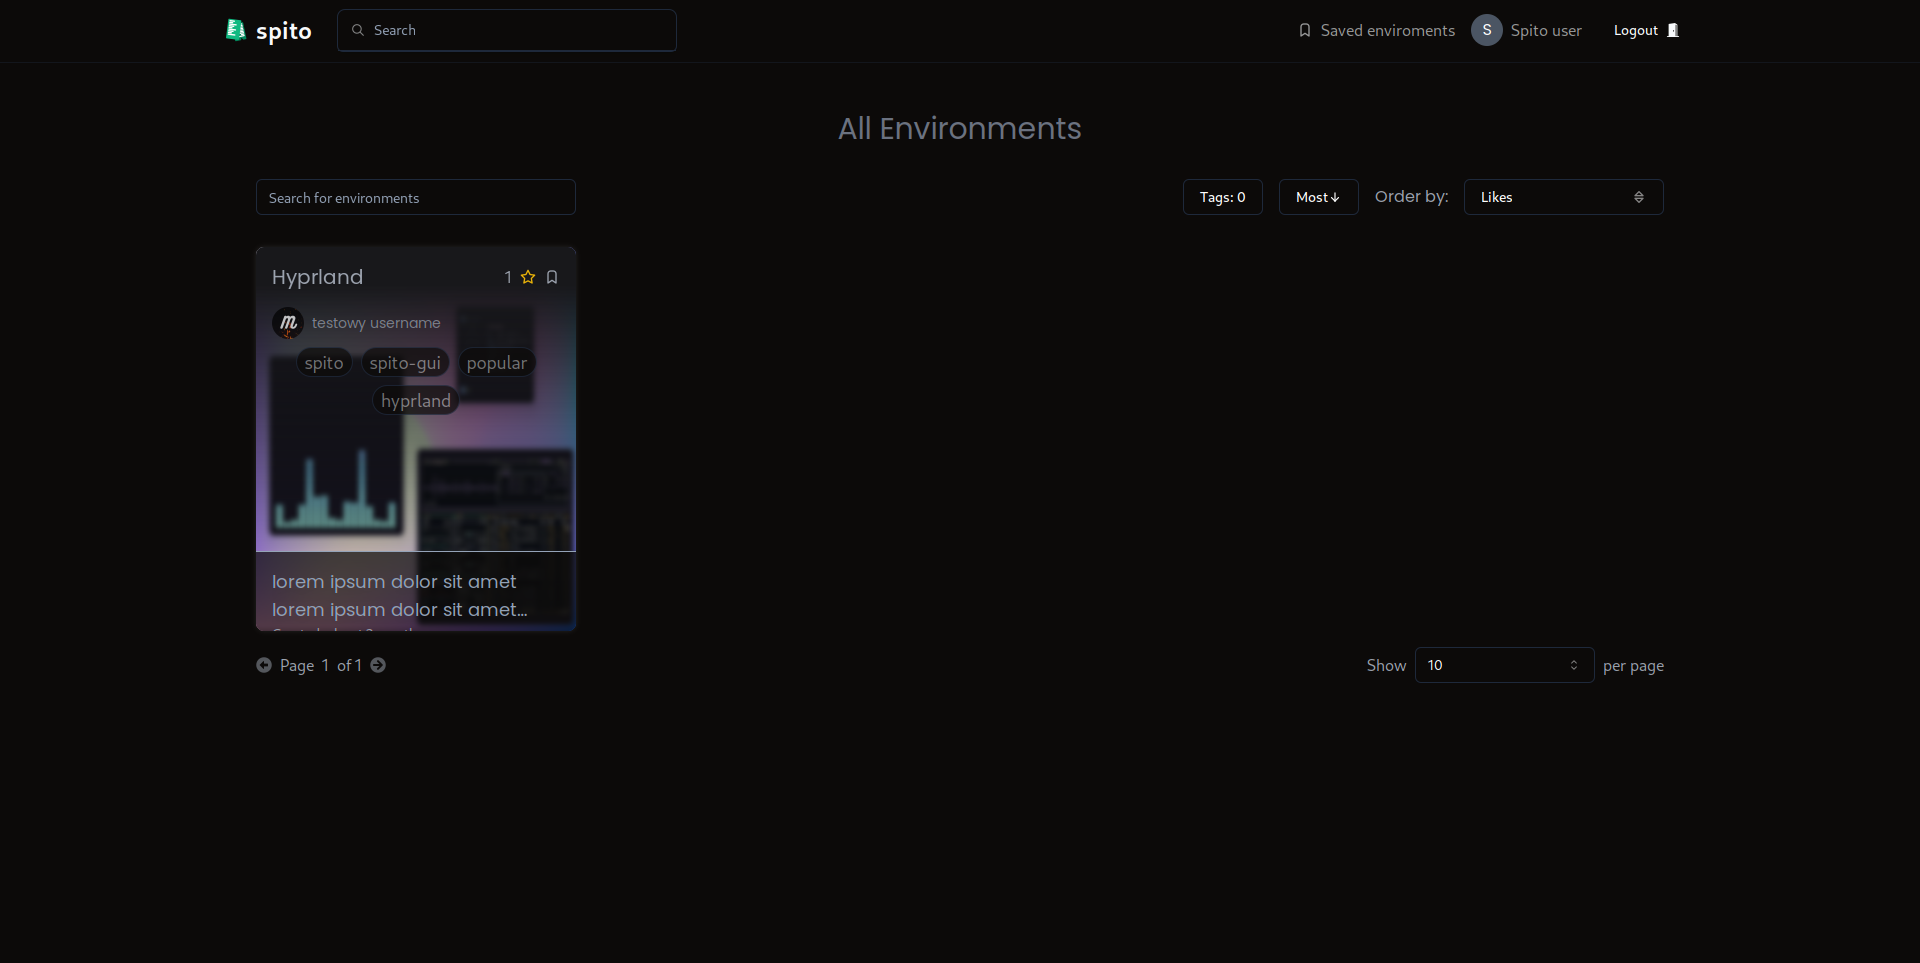 spito
Search
Saved enviroments
S
Spito user
Logout
All Environments
Search for environments
Tags: 0
Most↓
Order by:
Likes
Hyprland
1
m
testowy username
spito
spito-gui
popular
hyprland
lorem ipsum dolor sit amet
lorem ipsum dolor sit amet...
Page 1 of 1
Show
10
per page